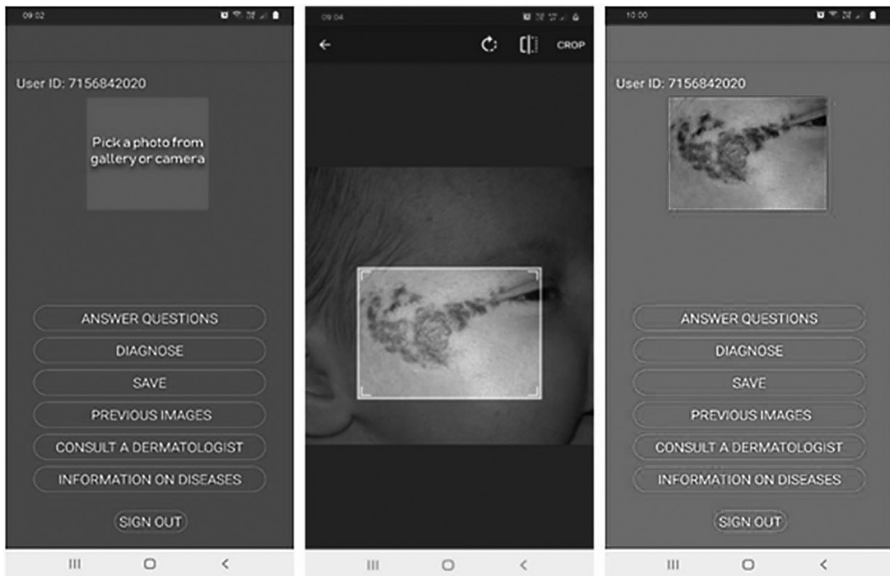 09:02
User ID: 7156842020
Pick a photo from
gallery or camera
ANSWER QUESTIONS
DIAGNOSE
SAVE
PREVIOUS IMAGES
CONSULT A DERMATOLOGIST
INFORMATION ON DISEASES
SIGN OUT
09:04
CROP
10:00
User ID: 7156842020
ANSWER QUESTIONS
DIAGNOSE
SAVE
PREVIOUS IMAGES
CONSULT A DERMATOLOGIST
INFORMATION ON DISEASES
SIGN OUT